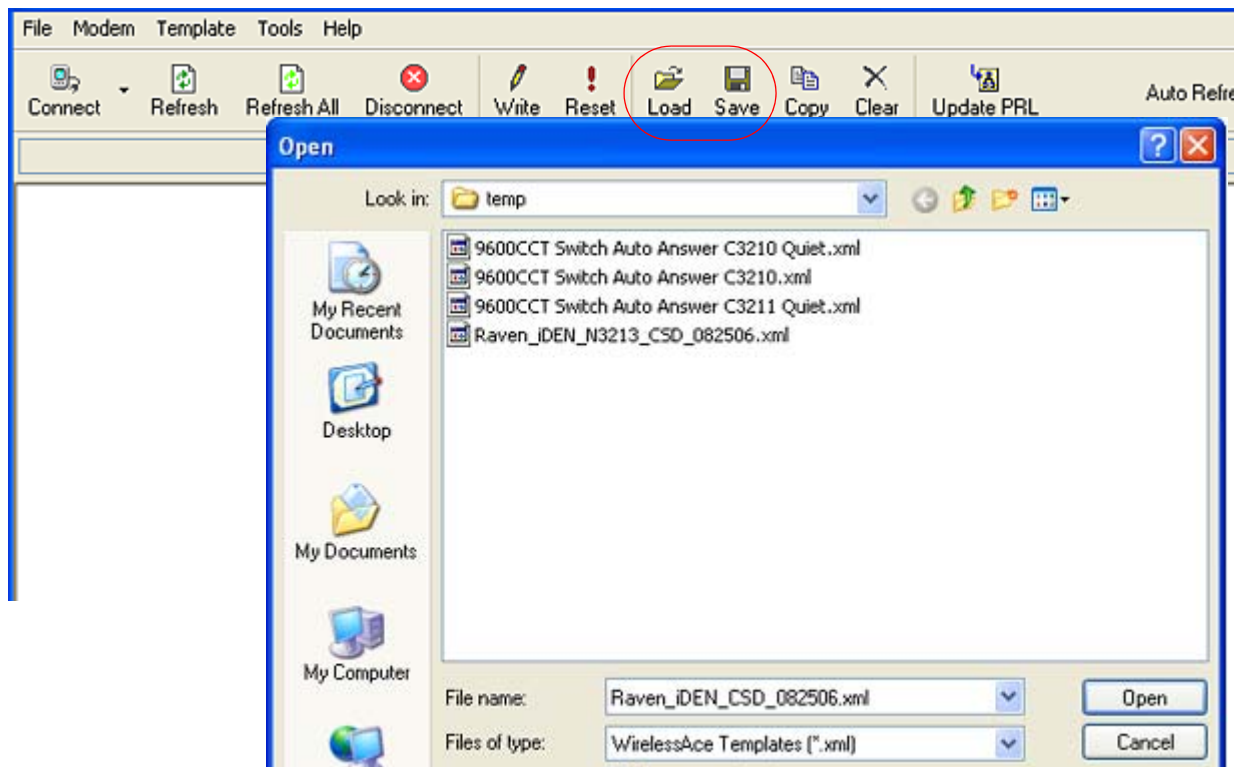 File Modem Template Tools Help
Connect Refresh Refresh All Disconnect Write Reset Load Save Copy Clear Update PRL Auto Refre
Open
Look in: temp
9600CCT Switch Auto Answer C3210 Quiet.xml
9600CCT Switch Auto Answer C3210.xml
9600CCT Switch Auto Answer C3211 Quiet.xml
Raven_iDEN_N3213_CSD_082506.xml
My Recent
Documents
Desktop
My Documents
My Computer
File name: Raven_iDEN_CSD_082506.xml Open
Files of type: WirelessAce Templates (*.xml) Cancel